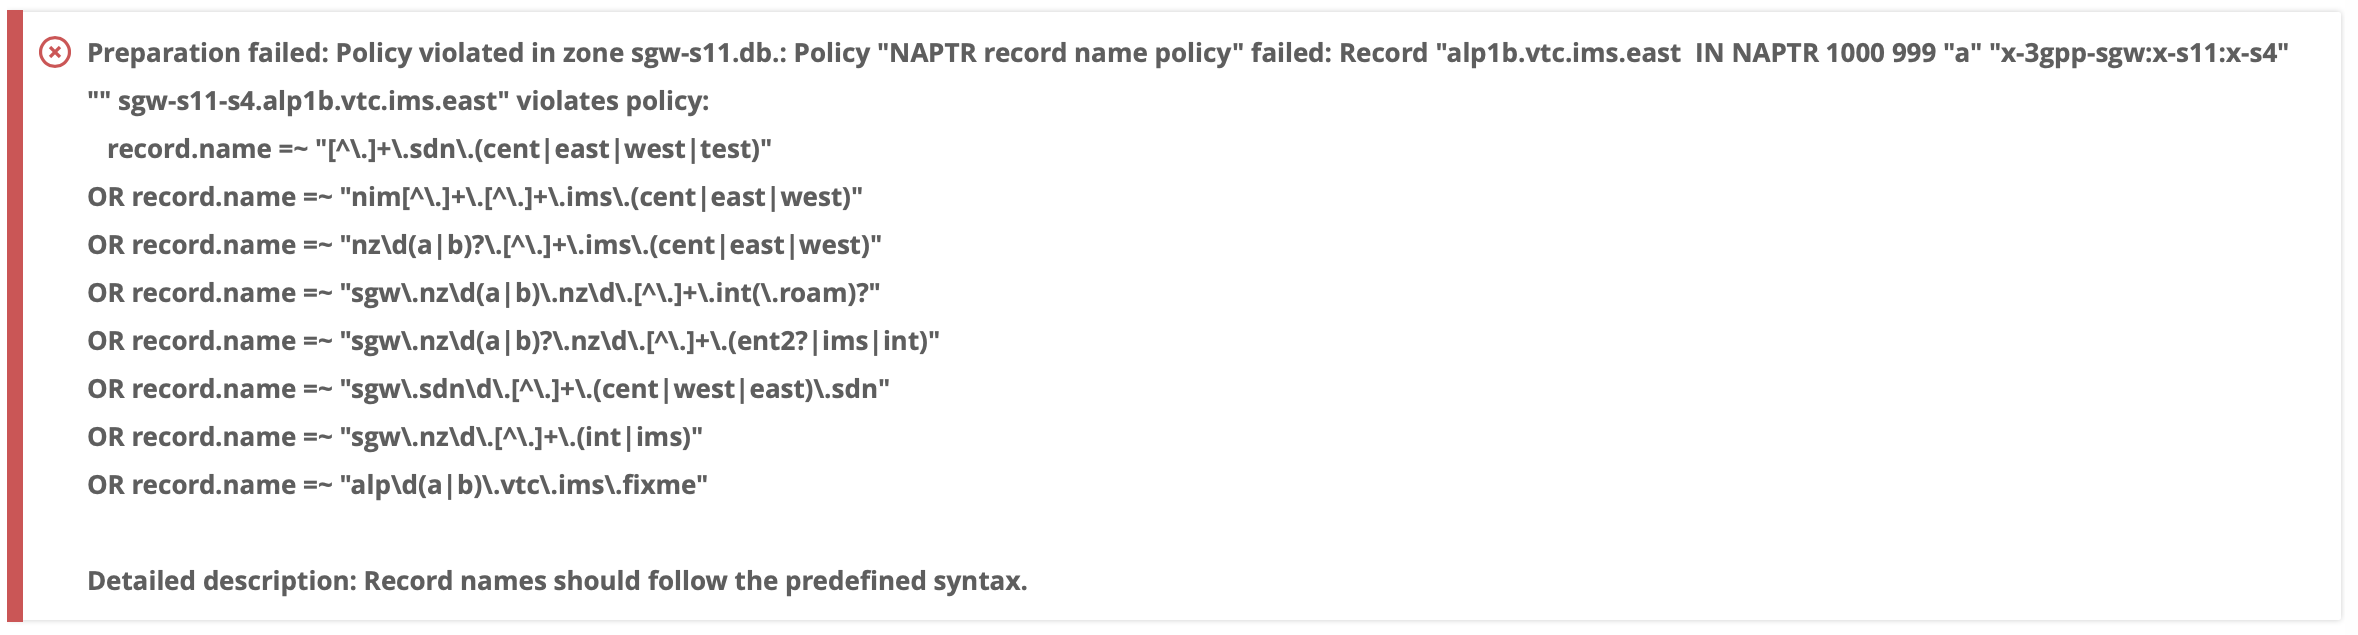 Preparation failed: Policy violated in zone sgw-s11.db.: Policy "NAPTR record name policy" failed: Record "alp1b.vtc.ims.east  IN NAPTR 1000 999 "a" "x-3gpp-sgw:x-s11:x-s4"
"" sgw-s11-s4.alp1b.vtc.ims.east" violates policy:
record.name =~ "[^\.]+\.sdn\.(cent|east|west|test)"
OR record.name =~ "nim[^\.]+\.[^\.]+\.ims\.(cent|east|west)"
OR record.name =~ "nz\d(a|b)?\.[^\.]+\.ims\.(cent|east|west)"
OR record.name =~ "sgw\.nz\d(a|b)\.nz\d\.[^\.]+\.int(\.roam)?"
OR record.name =~ "sgw\.nz\d(a|b)?\.nz\d\.[^\.]+\.(ent2?|ims|int)"
OR record.name =~ "sgw\.sdn\d\.[^\.]+\.(cent|west|east)\.sdn"
OR record.name =~ "sgw\.nz\d\.[^\.]+\.(int|ims)"
OR record.name =~ "alp\d(a|b)\.vtc\.ims\.fixme"
Detailed description: Record names should follow the predefined syntax.